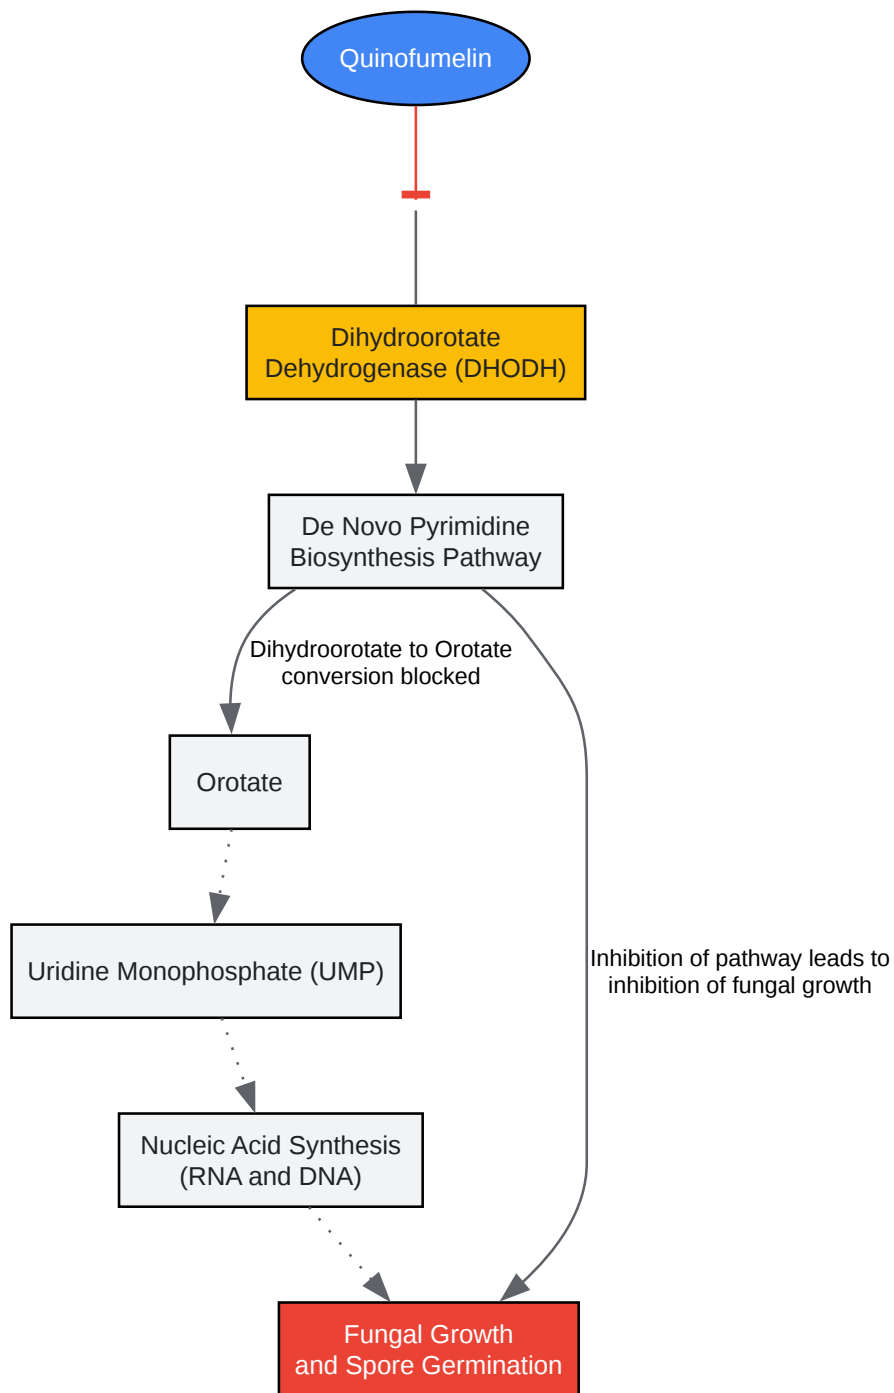 Quinofumelin
Dihydroorotate
Dehydrogenase (DHODH)
De Novo Pyrimidine
Biosynthesis Pathway
Dihydroorotate to Orotate
conversion blocked
Orotate
Uridine Monophosphate (UMP)
Inhibition of pathway leads to
inhibition of fungal growth
Nucleic Acid Synthesis
(RNA and DNA)
Fungal Growth
and Spore Germination